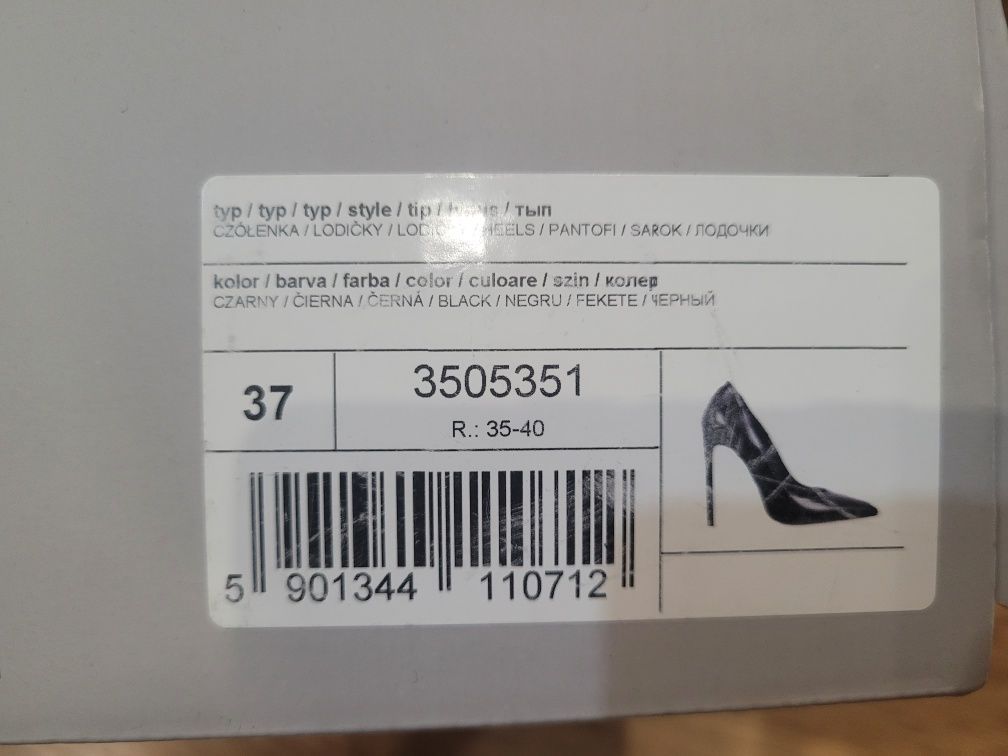 typ / typ / typ / style / tip / / тып
CZÓŁENKA / LODIČKY / / HEELS / PANTOFI / SAROK / ЛОДОЧКИ
kolor / barva / farba / color / culoare / szin / колер
CZARNY / ČIERNA / ČERNÁ / BLACK / NEGRU / FEKETE / ЧЕРНЫЙ
37
3505351
R.: 35-40
5 901344 110712